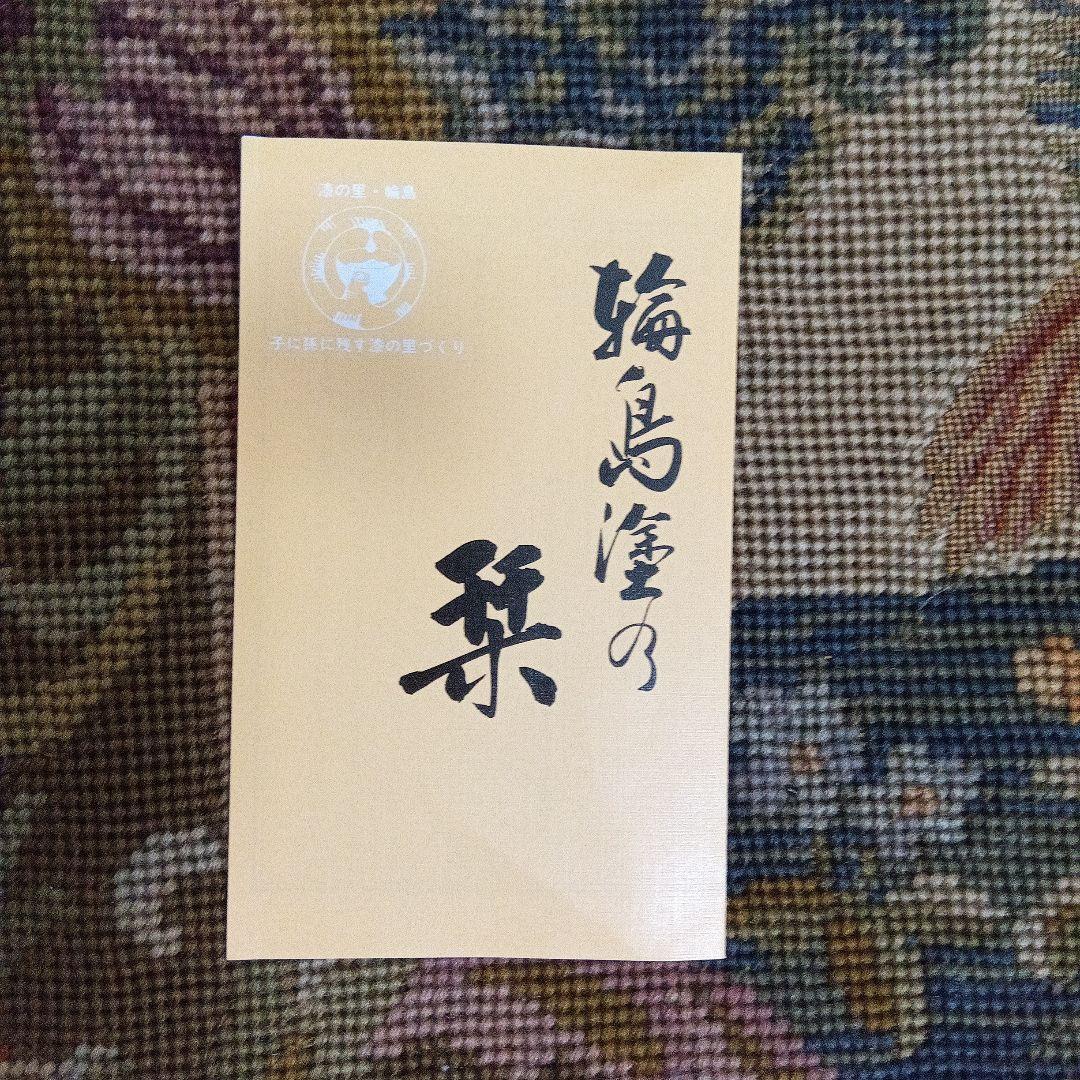 漆の里・輪島
子に孫に残す漆の里づくり
輪島塗の
栞